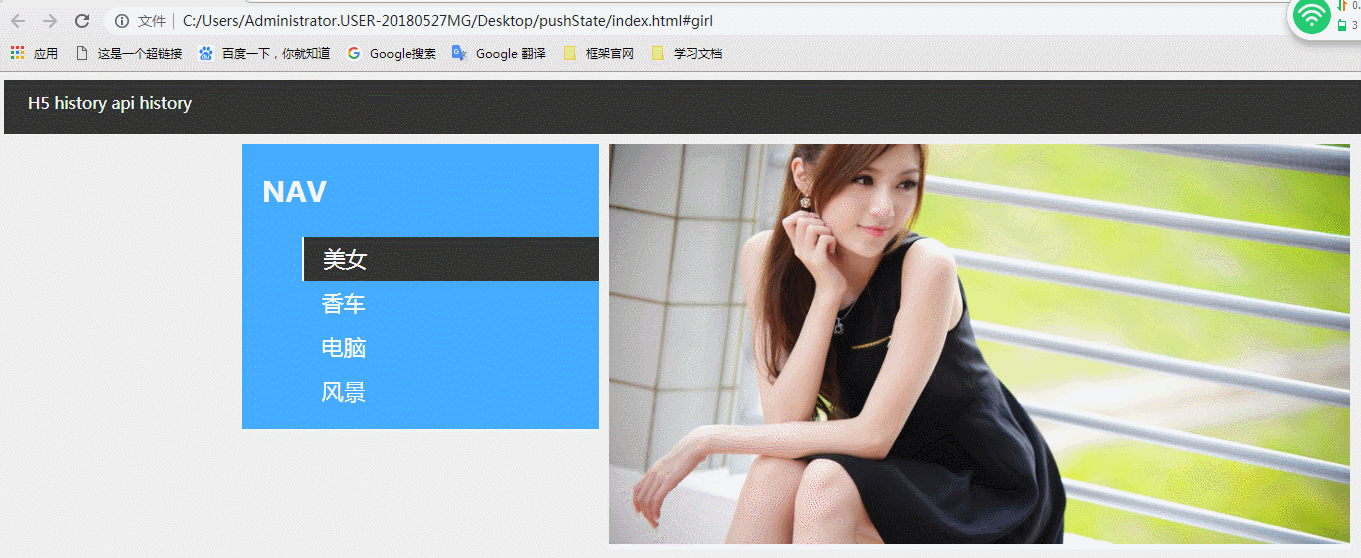 文件 C:/Users/Administrator.USER-20180527MG/Desktop/pushState/index.html#girl
应用 这是一个超链接 百度一下，你就知道 Google搜索 Google 翻译 框架官网 学习文档
H5 history api history
NAV
美女
香车
电脑
风景